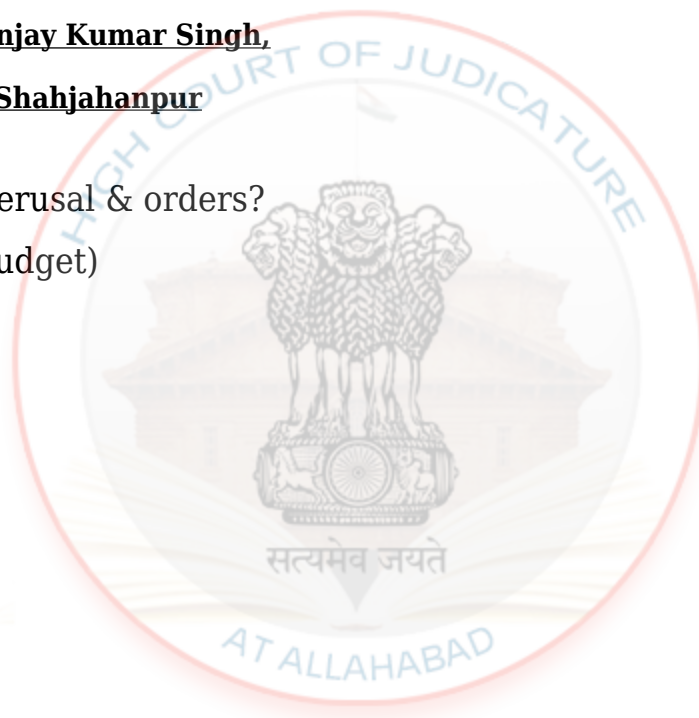 njay Kumar Singh,
Shahjahanpur
erusal & orders?
udget)
HIGH COURT OF JUDICATURE
सत्यमेव जयते
AT ALLAHABAD